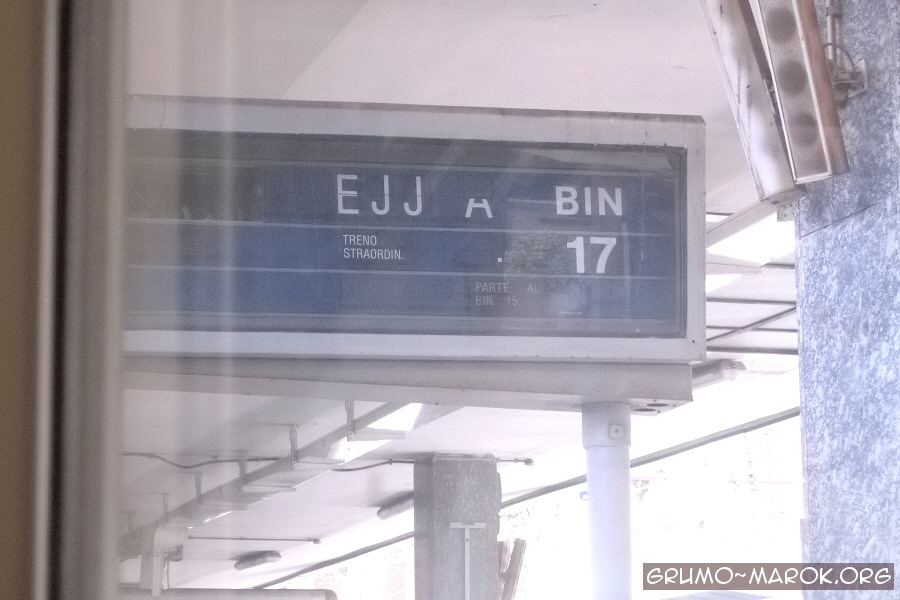 EJJ A BIN
TRENO
STRAORDIN. . 17
PARTE AL
BIN. 15
GRUMO~MAROK.ORG